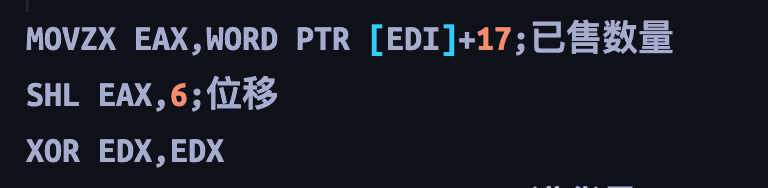 MOVZX EAX,WORD PTR [EDI]+17;已售数量
SHL EAX,6;位移
XOR EDX,EDX